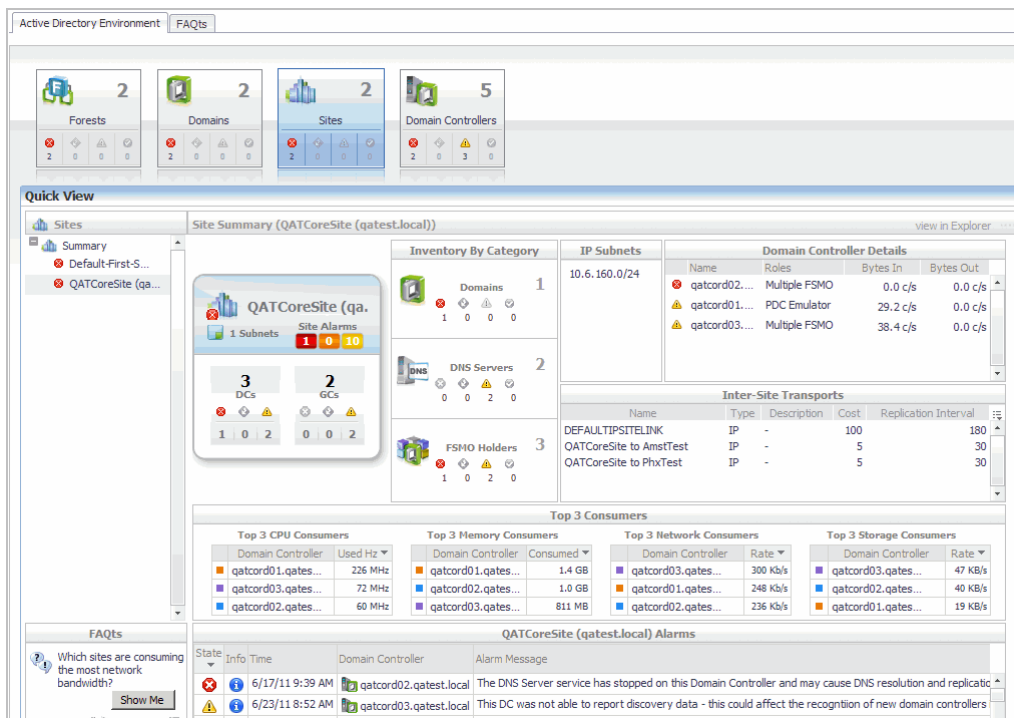 Active Directory Environment FAQts
2 2 2 5
Forests Domains Sites Domain Controllers
2 0 0 0 2 0 0 0 2 0 0 0 2 0 3 0
Quick View
Sites
Summary
Default-First-S...
QATCoreSite (qa...
Site Summary (QATCoreSite (qatest.local))
view in Explorer
QATCoreSite (qa.
1 Subnets
Site Alarms
1 0 10
3 2
DCs GCs
1 0 2 0 0 2
Inventory By Category
Domains 1
1 0 0 0
DNS
DNS Servers 2
0 0 2 0
FSMO Holders 3
1 0 2 0
IP Subnets
10.6.160.0/24
Domain Controller Details
Name Roles Bytes In Bytes Out
qatcord02.... Multiple FSMO 0.0 c/s 0.0 c/s
qatcord01.... PDC Emulator 29.2 c/s 0.0 c/s
qatcord03.... Multiple FSMO 38.4 c/s 0.0 c/s
Inter-Site Transports
Name Type Description Cost Replication Interval
DEFAULTIPSITELINK IP - 100 180
QATCoreSite to AmstTest IP - 5 30
QATCoreSite to PhxTest IP - 5 30
Top 3 Consumers
Top 3 CPU Consumers Top 3 Memory Consumers Top 3 Network Consumers Top 3 Storage Consumers
Domain Controller Used Hz Domain Controller Consumed Domain Controller Rate Domain Controller Rate
qatcord01.qates... 226 MHz qatcord01.qates... 1.4 GB qatcord03.qates... 300 Kb/s qatcord03.qates... 47 KB/s
qatcord03.qates... 72 MHz qatcord02.qates... 1.0 GB qatcord01.qates... 248 Kb/s qatcord02.qates... 40 KB/s
qatcord02.qates... 60 MHz qatcord03.qates... 811 MB qatcord02.qates... 236 Kb/s qatcord01.qates... 19 KB/s
FAQts
Which sites are consuming
the most network
bandwidth?
Show Me
QATCoreSite (qatest.local) Alarms
State Info Time Domain Controller Alarm Message
6/17/11 9:39 AM qatcord02.qatest.local The DNS Server service has stopped on this Domain Controller and may cause DNS resolution and replicatic
6/23/11 8:52 AM qatcord03.qatest.local This DC was not able to report discovery data - this could affect the recogntion of new domain controllers